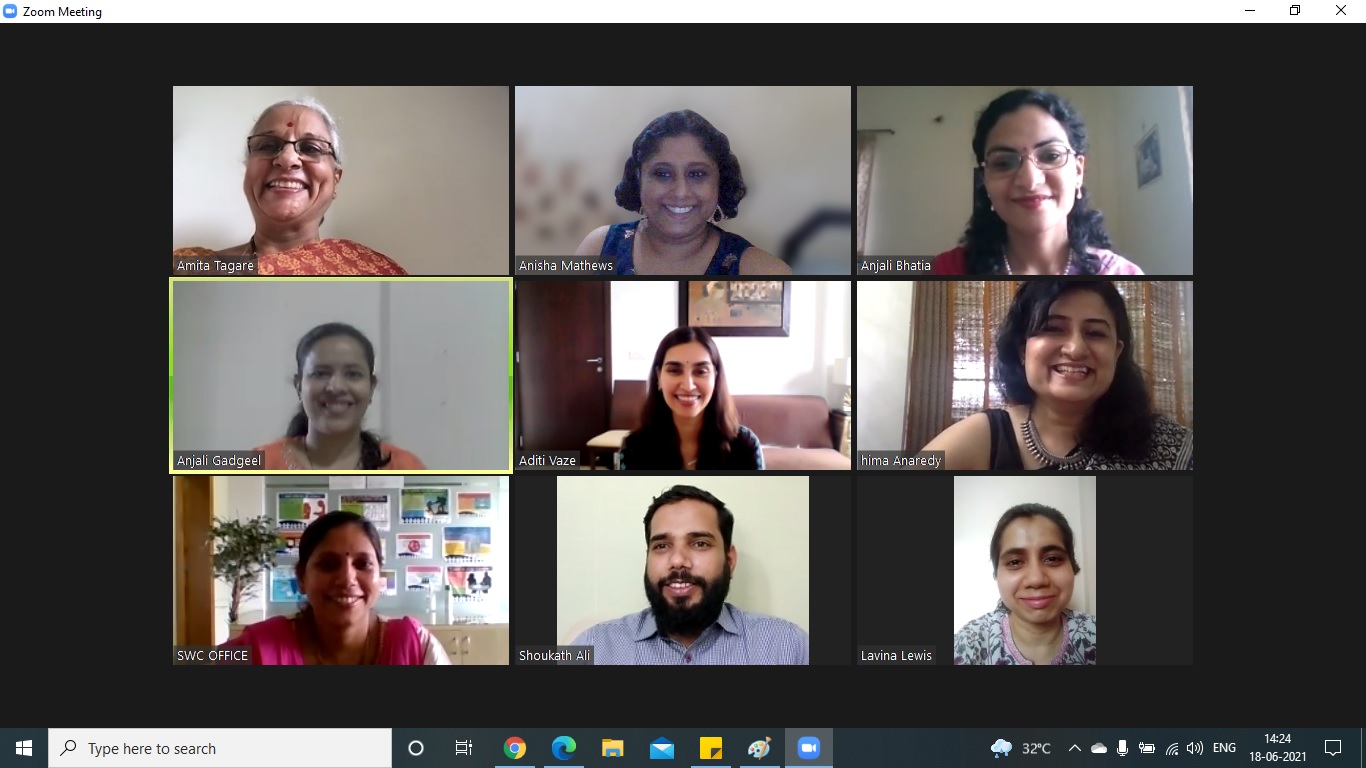 Zoom Meeting
Amita Tagare
Anisha Mathews
Anjali Bhatia
Anjali Gadgeel
Aditi Vaze
hima Anaredy
SWC OFFICE
Shoukath Ali
Lavina Lewis
Type here to search
32°C
ENG
14:24
18-06-2021